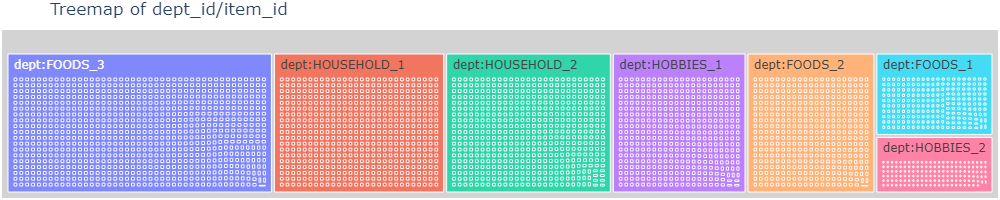 Treemap of dept_id/item_id
dept:FOODS_3
dept:HOUSEHOLD_1
dept:HOUSEHOLD_2
dept:HOBBIES_1
dept:FOODS_2
dept:FOODS_1
dept:HOBBIES_2